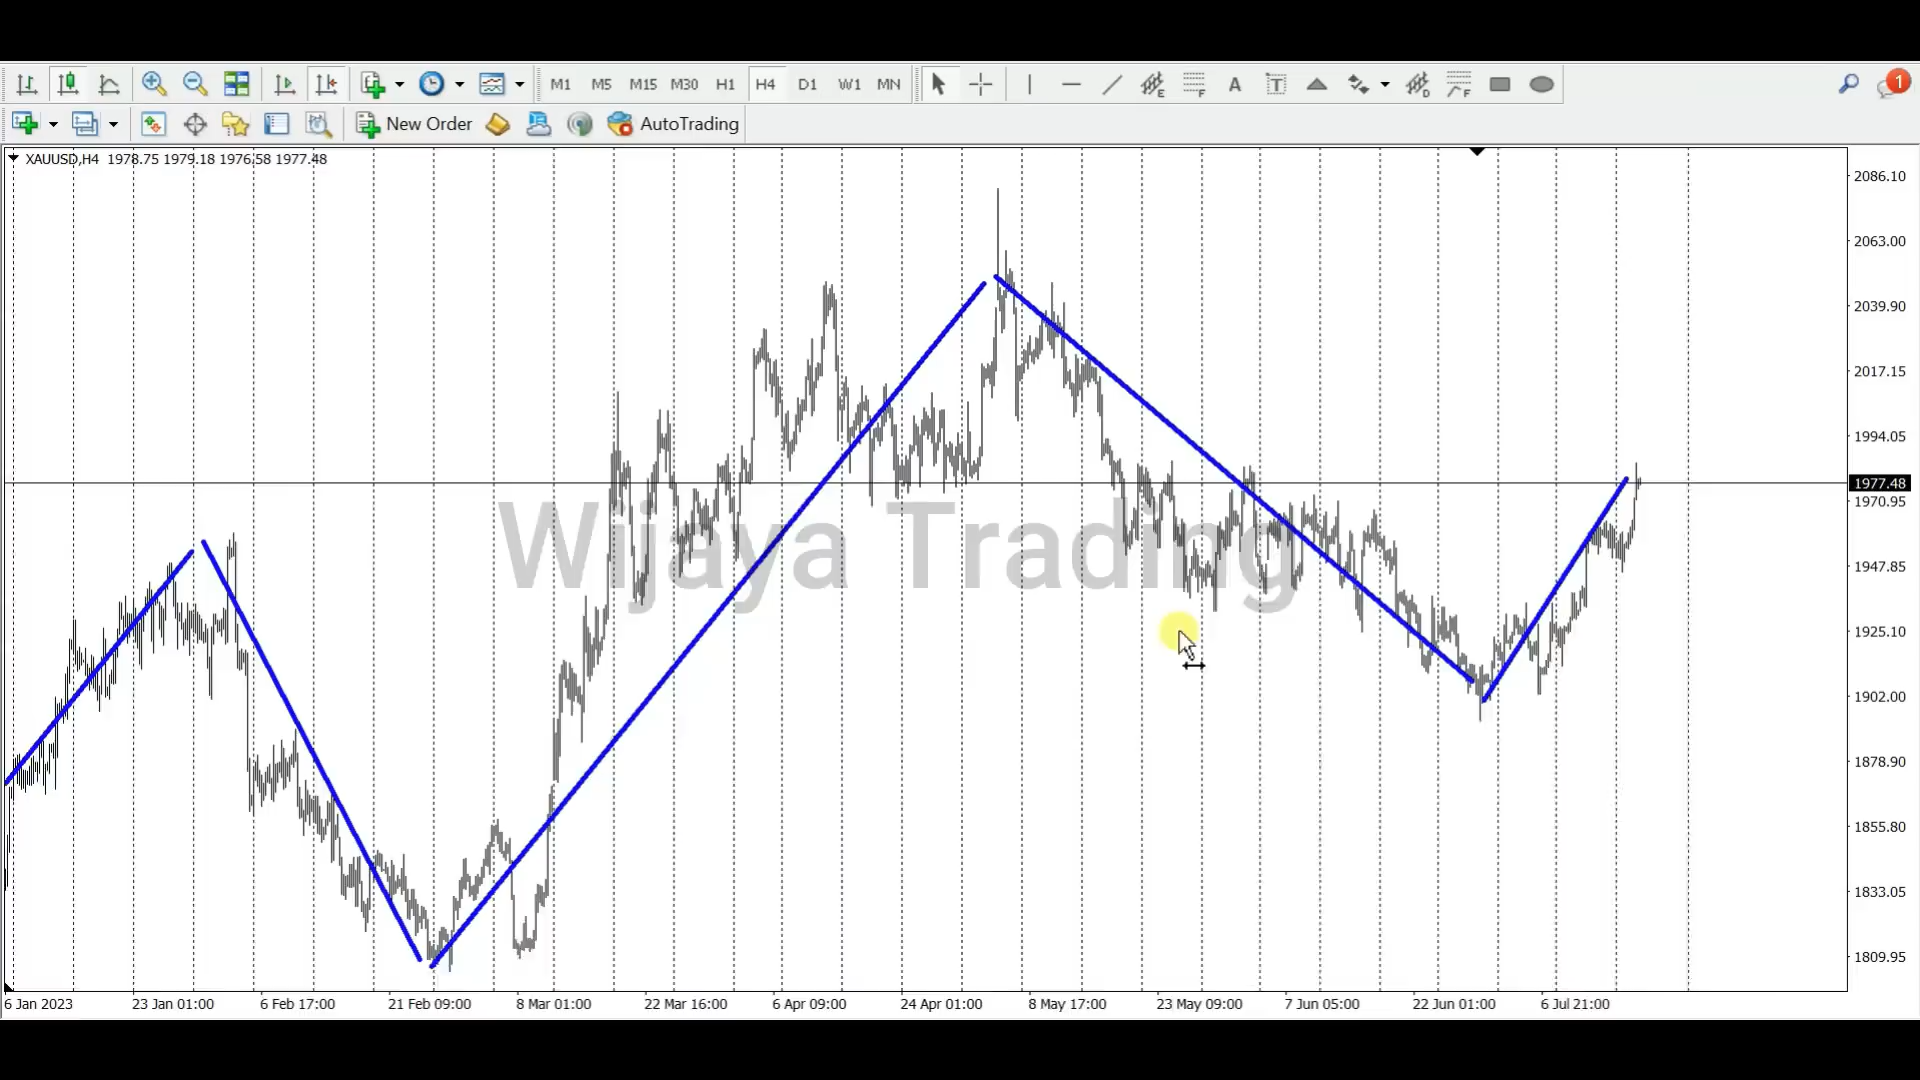 M1 M5 M15 M30 H1 H4 D1 W1 MN E F A T D F 1
New Order AutoTrading
XAUUSD,H4 1978.75 1979.18 1976.58 1977.48
2086.10
2063.00
2039.90
2017.15
1994.05
1977.48
1970.95
Wijaya Trading
1947.85
1925.10
1902.00
1878.90
1855.80
1833.05
1809.95
6 Jan 2023 23 Jan 01:00 6 Feb 17:00 21 Feb 09:00 8 Mar 01:00 22 Mar 16:00 6 Apr 09:00 24 Apr 01:00 8 May 17:00 23 May 09:00 7 Jun 05:00 22 Jun 01:00 6 Jul 21:00